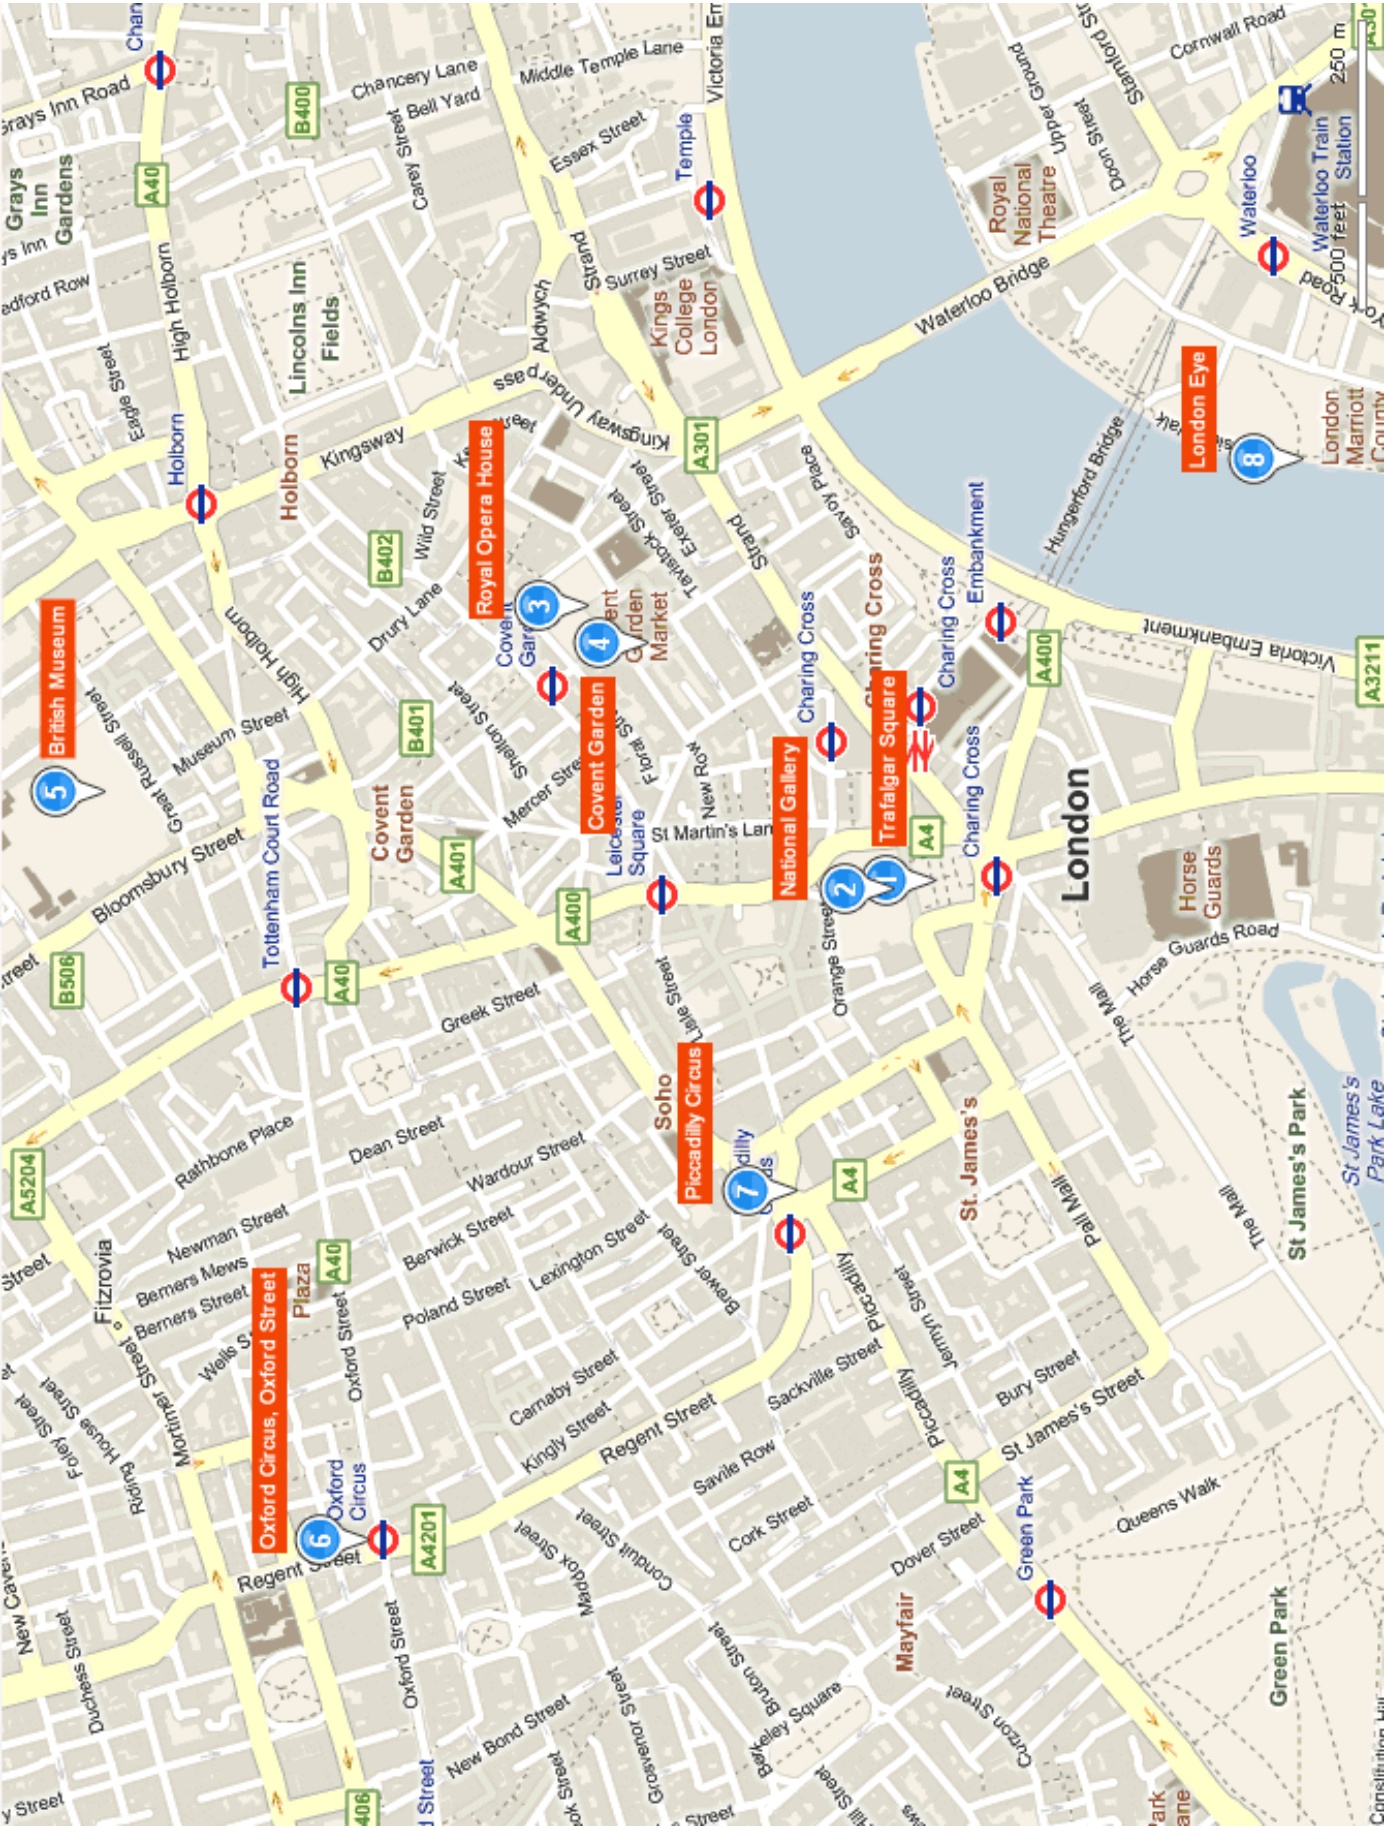 British Museum
5
Royal Opera House
3
Covent Garden
4
National Gallery
2
Trafalgar Square
1
Oxford Circus, Oxford Street
6
Piccadilly Circus
7
London Eye
8
Grays
Inn
Gardens
Grays Inn Road
A40
B400
Chancery Lane
Bell Yard
Carey Street
Middle Temple Lane
Essex Street
Temple
Strand
Surrey Street
Aldwych
Kings
College
London
High Holborn
Eagle Street
Holborn
Holborn
Lincolns Inn
Fields
Kingsway
Kingsway Underpass
Wild Street
B402
Drury Lane
High Holborn
Museum Street
Great Russell Street
Bloomsbury Street
B506
Tottenham Court Road
A40
Covent
Garden
B401
A401
A400
Shelton Street
Mercer Street
New Row
Market
Tavistock Street
Exeter Street
A301
Strand
Savoy Place
Waterloo Bridge
Royal
National
Theatre
Upper Ground
Doon Street
Stamford Street
Cornwall Road
Waterloo
Waterloo Train
Station
York Road
500 feet
250 m
London
Marriott
County
Hungerford Bridge
Embankment
Charing Cross
Charing Cross
Charing Cross
Charing Cross
A400
A4
Victoria Embankment
A3211
London
Horse
Guards
Horse Guards Road
The Mall
The Mall
Leicester
Square
Lisle Street
Orange Street
Greek Street
Soho
Dean Street
Wardour Street
Rathbone Place
Newman Street
Berners Mews
Berners Street
Berwick Street
Poland Street
Lexington Street
Brewer Street
A5204
Fitzrovia
Mortimer Street
Foley Street
Riding House Street
Plaza
A40
Oxford Street
Oxford
Circus
A4201
Regent Street
Regent Street
Carnaby Street
Kingly Street
Sackville Street
Savile Row
Cork Street
Conduit Street
Maddox Street
Oxford Street
New Bond Street
Grosvenor Street
Bruton Street
Berkeley Square
Duchess Street
Mayfair
Dover Street
Curzon Street
Piccadilly
Piccadilly
Jermyn Street
Bury Street
St James's Street
A4
A4
St. James's
Pall Mall
Green Park
Queens Walk
Green Park
St James's Park
St James's
Park Lake